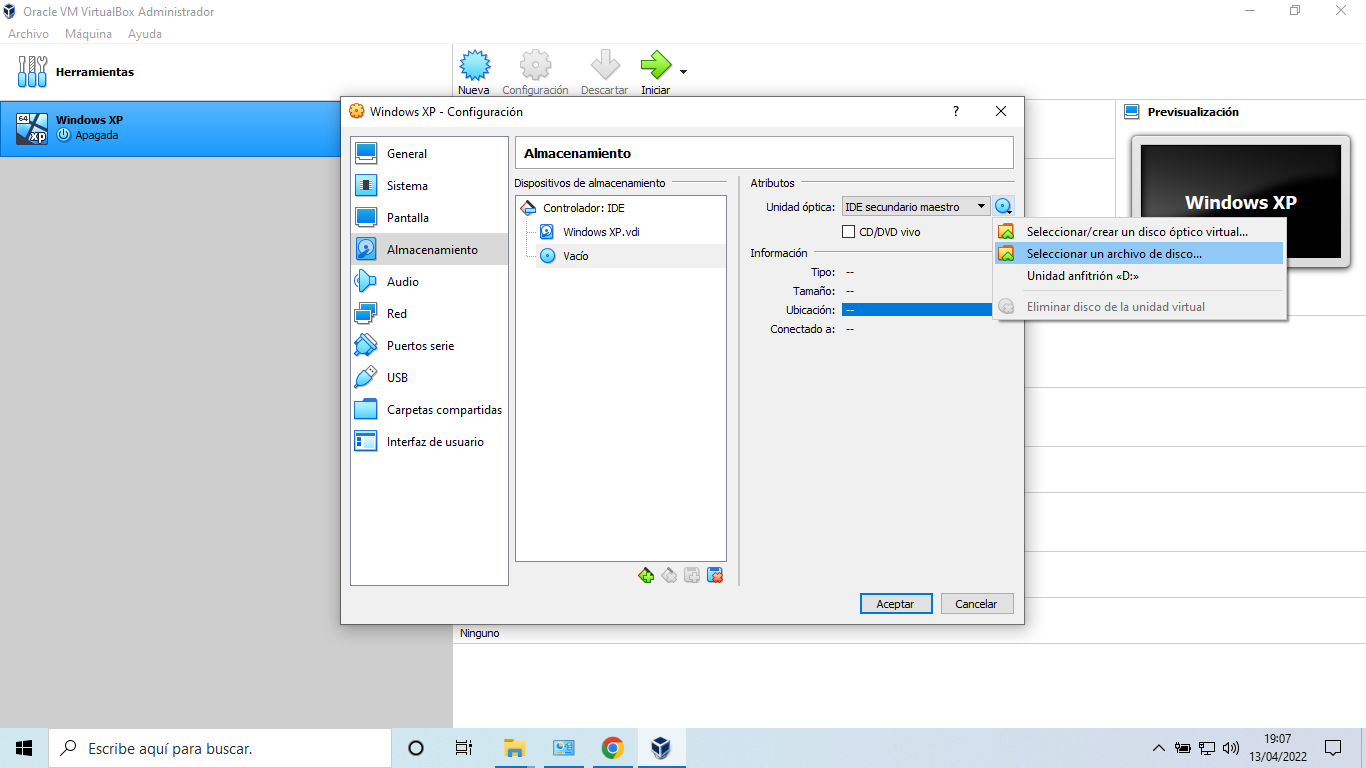 Oracle VM VirtualBox Administrador
Archivo Máquina Ayuda
Herramientas
Nueva Configuración Descartar Iniciar
64
xp
Windows XP
Apagada
Previsualización
Windows XP
Windows XP - Configuración
?
General
Sistema
Pantalla
Almacenamiento
Audio
Red
Puertos serie
USB
Carpetas compartidas
Interfaz de usuario
Almacenamiento
Dispositivos de almacenamiento
Controlador: IDE
Windows XP.vdi
Vacío
Atributos
Unidad óptica: IDE secundario maestro
CD/DVD vivo
Información
Tipo: --
Tamaño: --
Ubicación: --
Conectado a: --
Seleccionar/crear un disco óptico virtual...
Seleccionar un archivo de disco...
Unidad anfitrión «D:»
Eliminar disco de la unidad virtual
Aceptar Cancelar
Ninguno
Escribe aquí para buscar.
19:07
13/04/2022